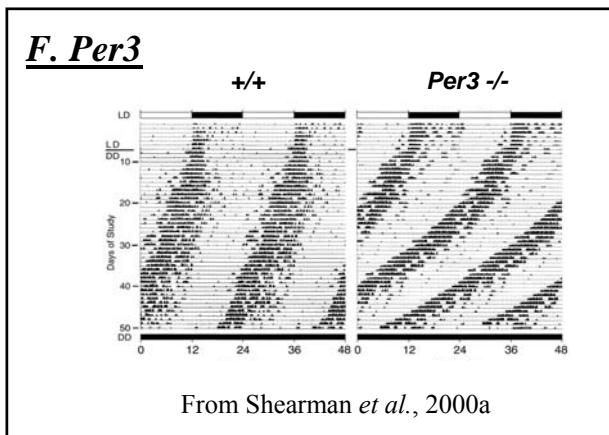 F. Per3
+/+ Per3 -/-
LD
LD
DD
10
20
30
40
50
Days of Study
DD
0 12 24 36 48 0 12 24 36 48
From Shearman et al., 2000a